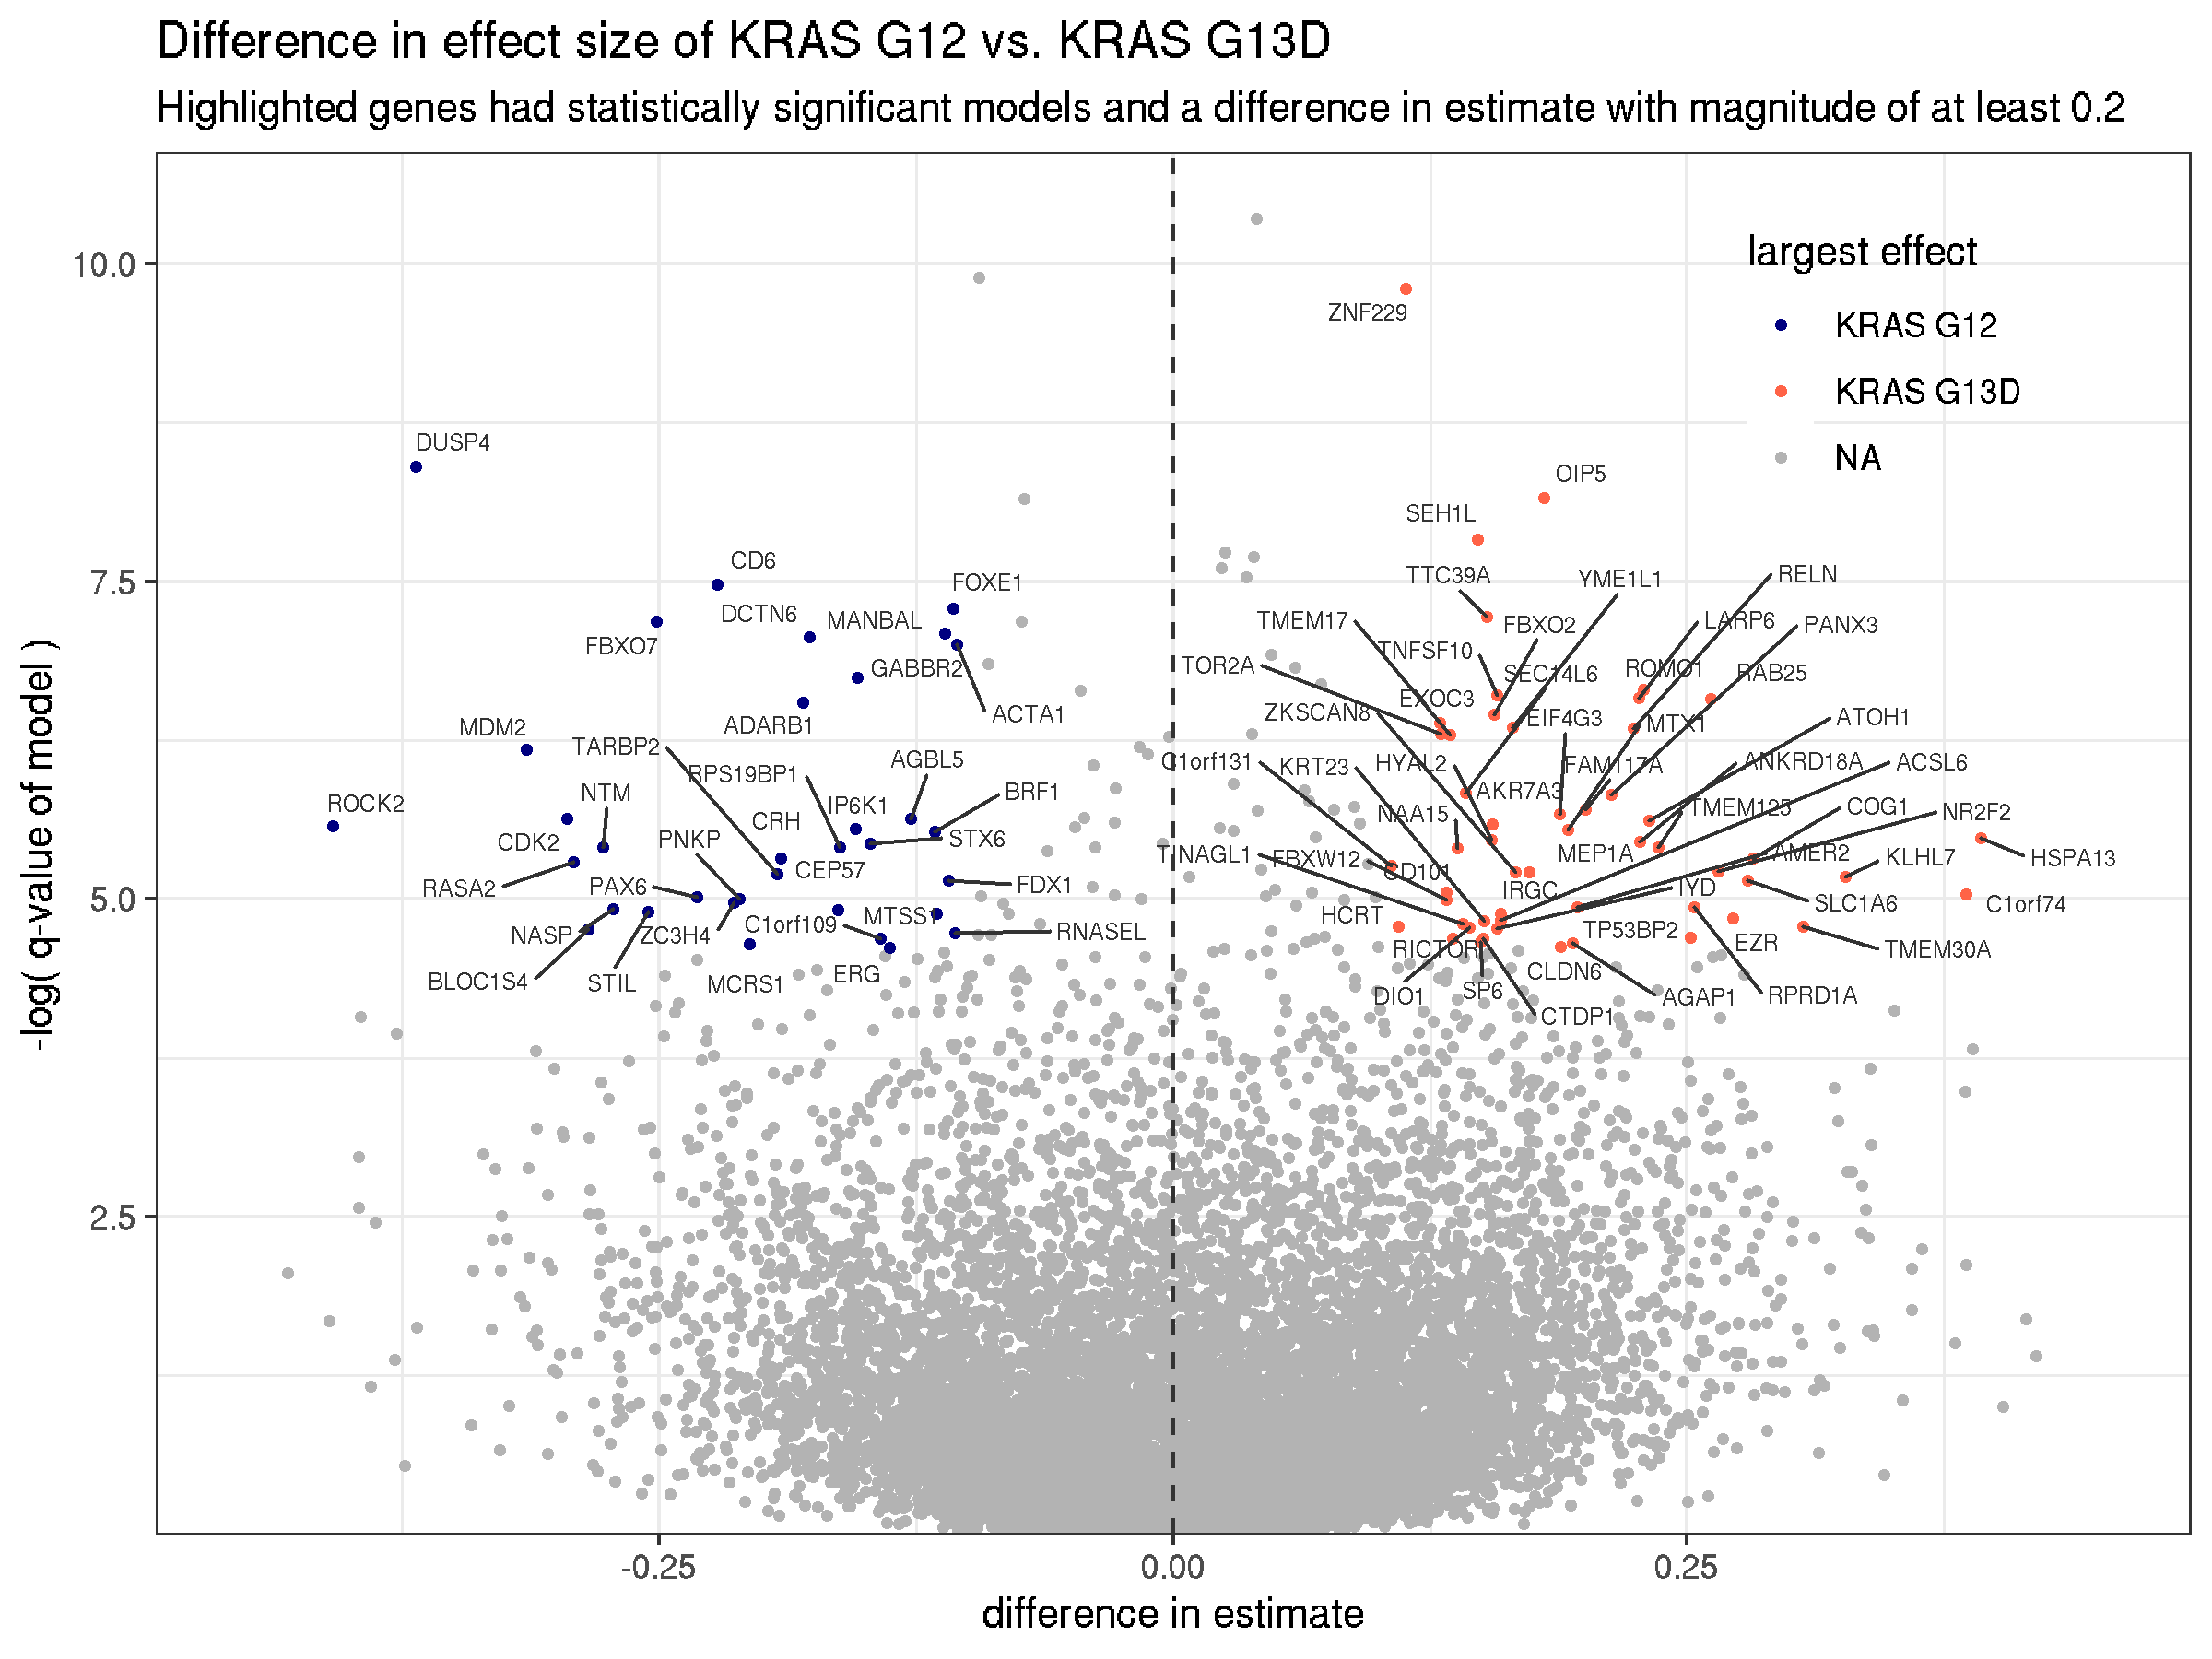 Difference in effect size of KRAS G12 vs. KRAS G13D
Highlighted genes had statistically significant models and a difference in estimate with magnitude of at least 0.2
-log( q-value of model )
10.0
7.5
5.0
2.5
-0.25
0.00
0.25
difference in estimate
largest effect
KRAS G12
KRAS G13D
NA
ZNF229
DUSP4
OIP5
SEH1L
CD6
FOXE1
TTC39A
YME1L1
RELN
DCTN6
MANBAL
TMEM17
FBXO2
LARP6
PANX3
FBXO7
GABBR2
TNFSF10
TOR2A
SEC14L6
ROMO1
RAB25
ACTA1
ADARB1
EXOC3
ZKSCAN8
EIF4G3
MTX1
ATOH1
MDM2
TARBP2
AGBL5
RPS19BP1
C1orf131
KRT23
HYAL2
FAM117A
ANKRD18A
ACSL6
NTM
ROCK2
IP6K1
BRF1
AKR7A3
NAA15
TMEM125
COG1
NR2F2
CDK2
PNKP
CRH
STX6
TINAGL1
FBXW12
MEP1A
AMER2
KLHL7
HSPA13
RASA2
PAX6
CEP57
FDX1
CD101
IRGC
IYD
SLC1A6
C1orf74
NASP
ZC3H4
C1orf109
MTSS1
RNASEL
HCRT
RICTOR
TP53BP2
EZR
TMEM30A
BLOC1S4
STIL
MCRS1
ERG
DIO1
SP6
CLDN6
AGAP1
RPRD1A
CTDP1